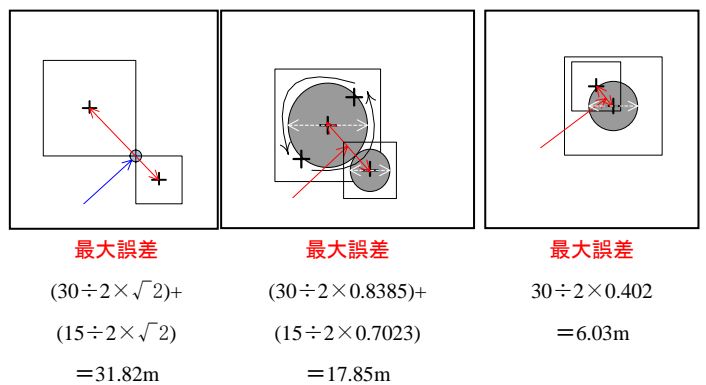 最大誤差
(30÷2×√2)+
(15÷2×√2)
＝31.82m
最大誤差
(30÷2×0.8385)+
(15÷2×0.7023)
＝17.85m
最大誤差
30÷2×0.402
＝6.03m